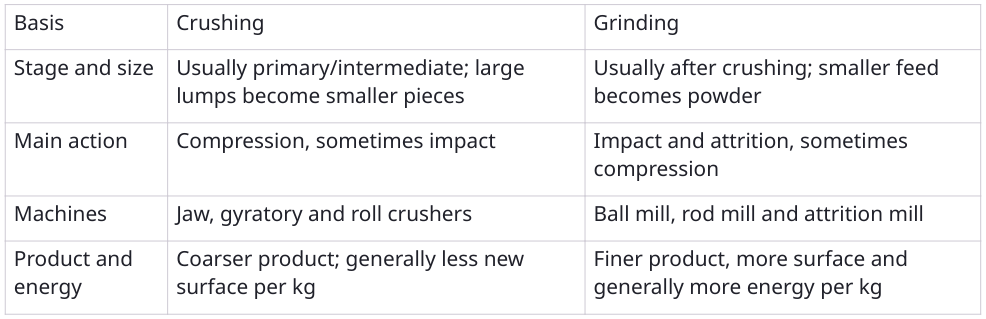 Basis
Crushing
Grinding
Stage and size
Usually primary/intermediate; large
lumps become smaller pieces
Usually after crushing; smaller feed
becomes powder
Main action
Compression, sometimes impact
Impact and attrition, sometimes
compression
Machines
Jaw, gyratory and roll crushers
Ball mill, rod mill and attrition mill
Product and
energy
Coarser product; generally less new
surface per kg
Finer product, more surface and
generally more energy per kg